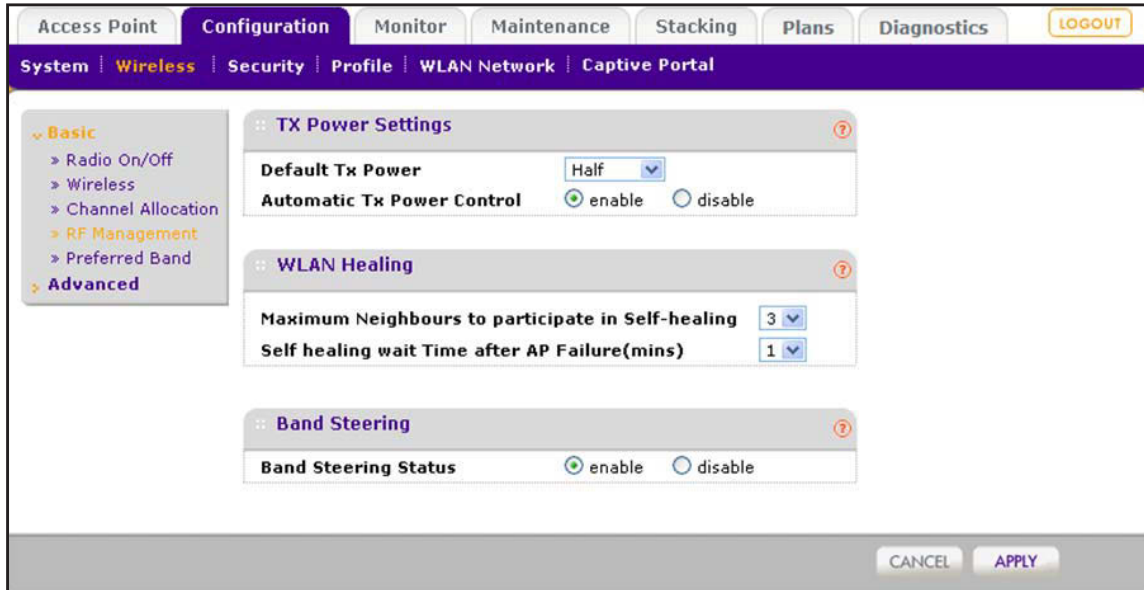 Access Point Configuration Monitor Maintenance Stacking Plans Diagnostics LOGOUT
System Wireless Security Profile WLAN Network Captive Portal
Basic
» Radio On/Off
» Wireless
» Channel Allocation
» RF Management
» Preferred Band
Advanced
TX Power Settings ?
Default Tx Power Half
Automatic Tx Power Control enable disable
WLAN Healing ?
Maximum Neighbours to participate in Self-healing 3
Self healing wait Time after AP Failure(mins) 1
Band Steering ?
Band Steering Status enable disable
CANCEL APPLY